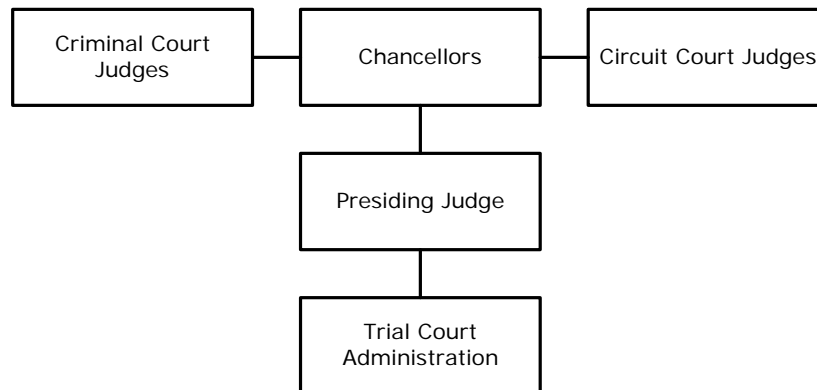 Criminal Court
Judges
Chancellors
Circuit Court Judges
Presiding Judge
Trial Court
Administration